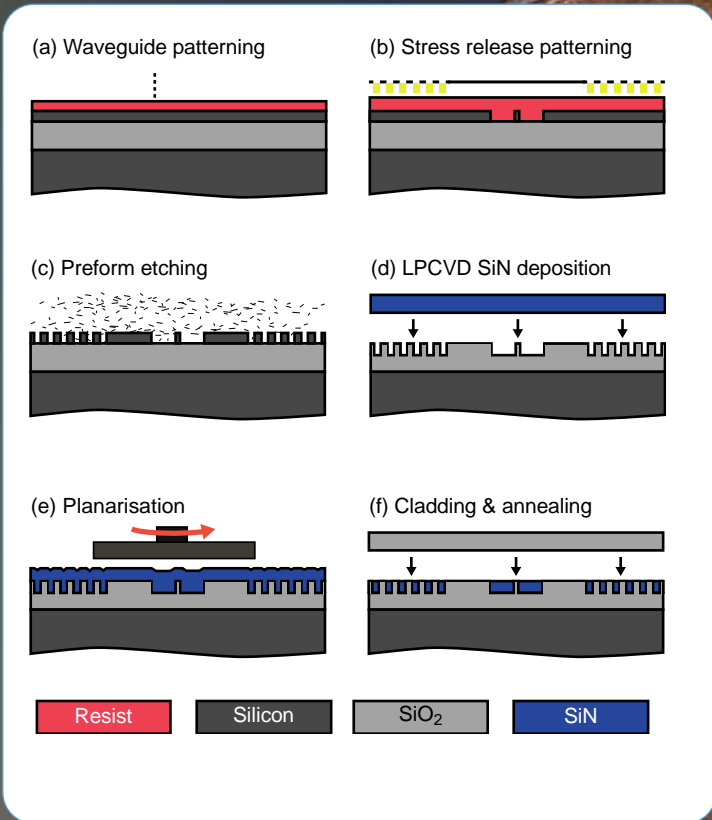 (a) Waveguide patterning
(b) Stress release patterning
(c) Preform etching
(d) LPCVD SiN deposition
(e) Planarisation
(f) Cladding & annealing
Resist
Silicon
SiO₂
SiN